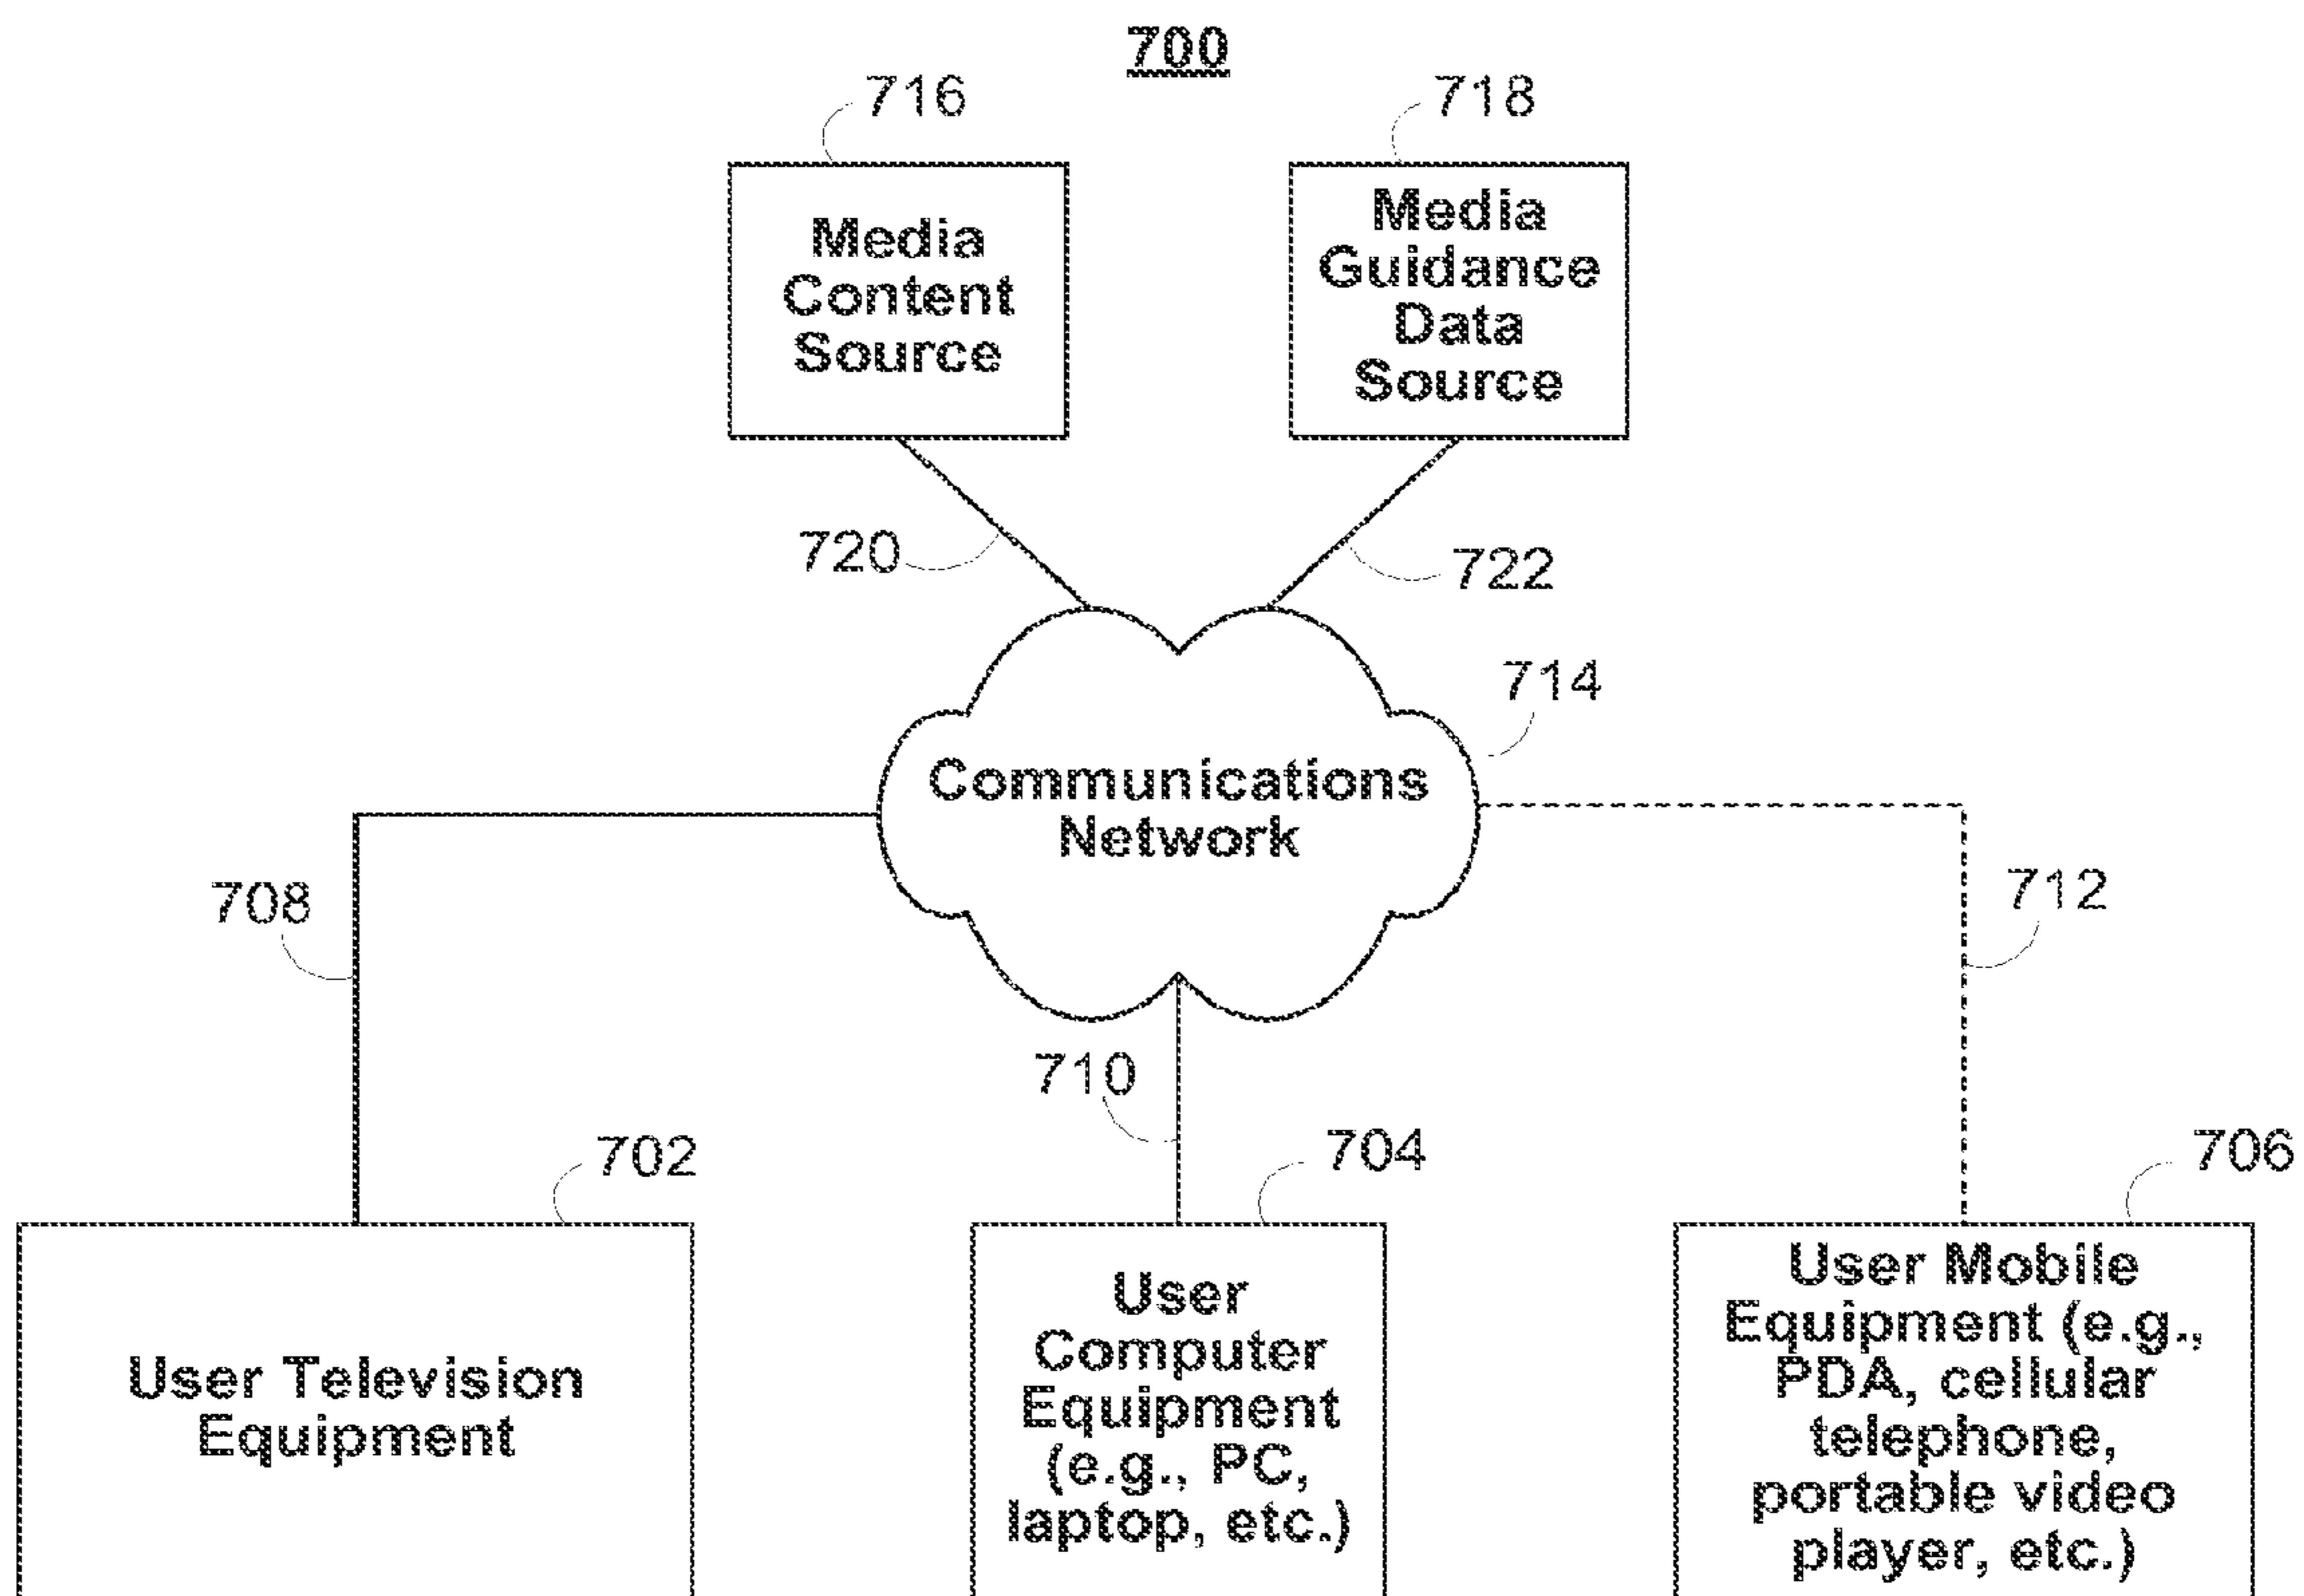 700
716
718
Media
Content
Source
Media
Guidance
Data
Source
720
722
714
Communications
Network
708
712
710
702
704
706
User Television
Equipment
User
Computer
Equipment
(e.g., PC,
laptop, etc.)
User Mobile
Equipment (e.g.,
PDA, cellular
telephone,
portable video
player, etc.)